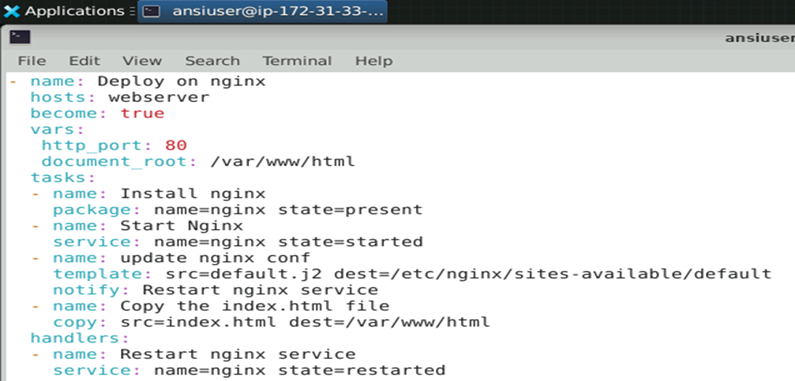 Applications
ansiuser@ip-172-31-33-...
ansiuser
File Edit View Search Terminal Help
- name: Deploy on nginx
  hosts: webserver
  become: true
  vars:
   http_port: 80
   document_root: /var/www/html
  tasks:
  - name: Install nginx
    package: name=nginx state=present
  - name: Start Nginx
    service: name=nginx state=started
  - name: update nginx conf
    template: src=default.j2 dest=/etc/nginx/sites-available/default
    notify: Restart nginx service
  - name: Copy the index.html file
    copy: src=index.html dest=/var/www/html
  handlers:
  - name: Restart nginx service
    service: name=nginx state=restarted